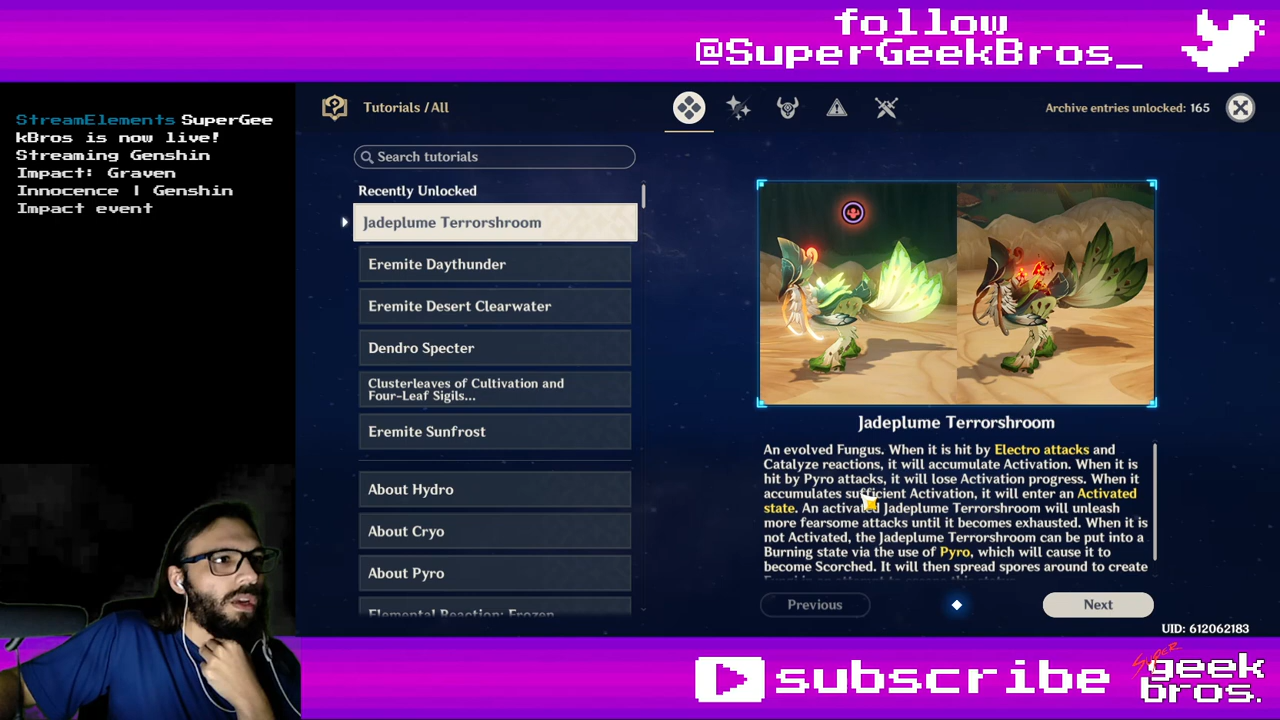 follow
@SuperGeekBros_
StreamElements SuperGee
kBros is now live!
Streaming Genshin
Impact: Graven
Innocence | Genshin
Impact event
Tutorials /All
Archive entries unlocked: 165
Search tutorials
Recently Unlocked
Jadeplume Terrorshroom
Eremite Daythunder
Eremite Desert Clearwater
Dendro Specter
Clusterleaves of Cultivation and
Four-Leaf Sigils...
Eremite Sunfrost
About Hydro
About Cryo
About Pyro
Elemental Reaction: Frozen
Jadeplume Terrorshroom
An evolved Fungus. When it is hit by Electro attacks and
Catalyze reactions, it will accumulate Activation. When it is
hit by Pyro attacks, it will lose Activation progress. When it
accumulates sufficient Activation, it will enter an Activated
state. An activated Jadeplume Terrorshroom will unleash
more fearsome attacks until it becomes exhausted. When it is
not Activated, the Jadeplume Terrorshroom can be put into a
Burning state via the use of Pyro, which will cause it to
become Scorched. It will then spread spores around to create
Previous
Next
UID: 612062183
subscribe
Super
geek
bros.